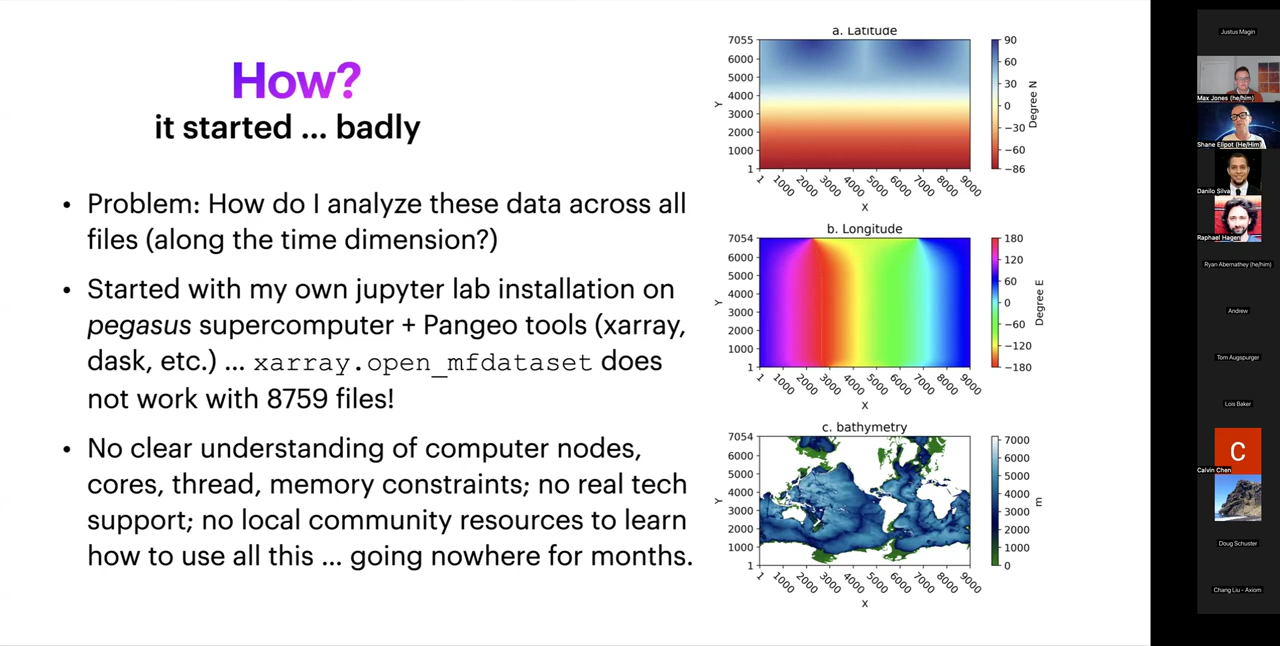 How?
it started ... badly
• Problem: How do I analyze these data across all
files (along the time dimension?)
• Started with my own jupyter lab installation on
pegasus supercomputer + Pangeo tools (xarray,
dask, etc.) ... xarray.open_mfdataset does
not work with 8759 files!
• No clear understanding of computer nodes,
cores, thread, memory constraints; no real tech
support; no local community resources to learn
how to use all this ... going nowhere for months.
a. Latitude
7055
6000
5000
4000
3000
2000
1000
1
Y
1 1000 2000 3000 4000 5000 6000 7000 8000 9000
X
90
60
30
0
−30
−60
−86
Degree N
b. Longitude
7054
6000
5000
4000
3000
2000
1000
1
Y
1 1000 2000 3000 4000 5000 6000 7000 8000 9000
X
180
120
60
0
−60
−120
−180
Degree E
c. bathymetry
7054
6000
5000
4000
3000
2000
1000
1
Y
1 1000 2000 3000 4000 5000 6000 7000 8000 9000
X
7000
6000
5000
4000
3000
2000
1000
0
m
Justus Magin
Max Jones (he/him)
Shane Elipot (He/Him)
Danilo Silva
Raphael Hagen
Ryan Abernathey (he/him)
Andrew
Tom Augspurger
Lois Baker
C
Calvin Chen
Doug Schuster
Chang Liu - Axiom